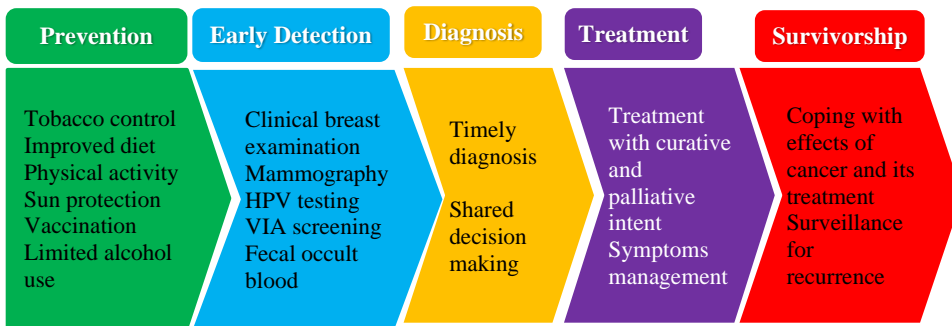 Prevention
Early Detection
Diagnosis
Treatment
Survivorship
Tobacco control
Improved diet
Physical activity
Sun protection
Vaccination
Limited alcohol
use
Clinical breast
examination
Mammography
HPV testing
VIA screening
Fecal occult
blood
Timely
diagnosis
Shared
decision
making
Treatment
with curative
and
palliative
intent
Symptoms
management
Coping with
effects of
cancer and its
treatment
Surveillance
for
recurrence